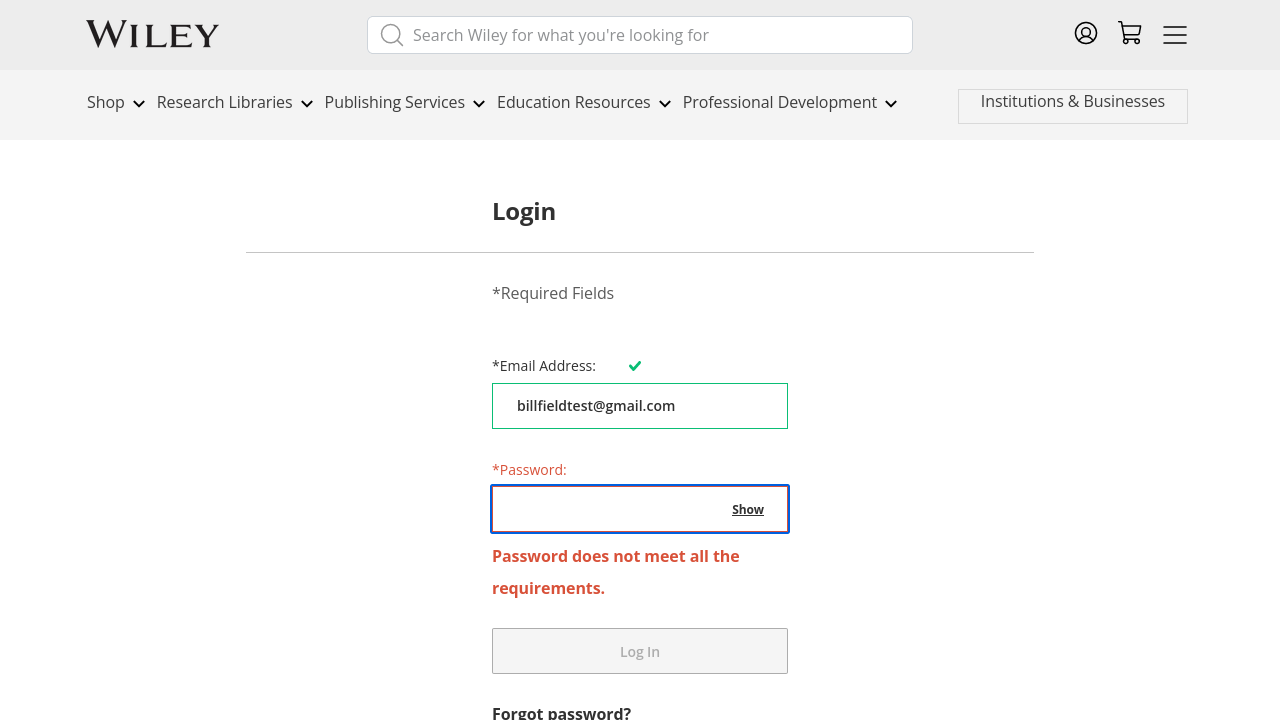 WILEY
Search Wiley for what you're looking for
Shop
Research Libraries
Publishing Services
Education Resources
Professional Development
Institutions & Businesses
Login
*Required Fields
*Email Address:
billfieldtest@gmail.com
*Password:
Show
Password does not meet all the
requirements.
Log In
Forgot password?